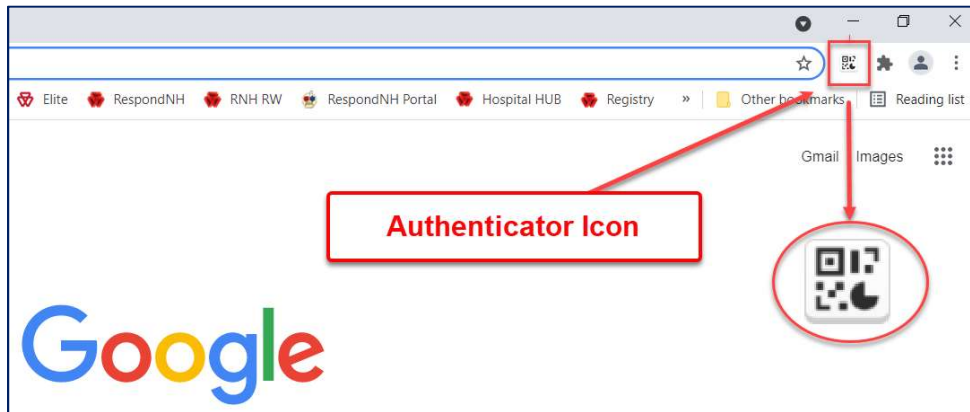 Elite RespondNH RNH RW RespondNH Portal Hospital HUB Registry » Other bookmarks Reading list
Gmail Images
Authenticator Icon
Google